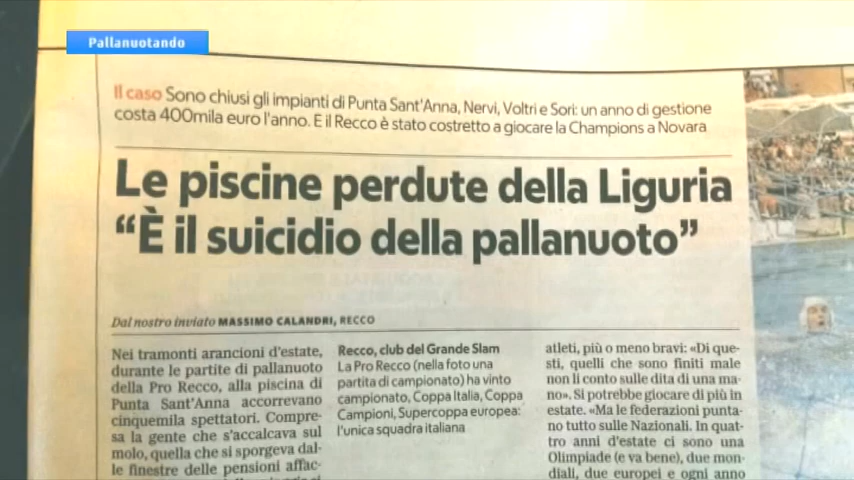 Pallanuotando
Il caso Sono chiusi gli impianti di Punta Sant'Anna, Nervi, Voltri e Sori: un anno di gestione
costa 400mila euro l'anno. E il Recco è stato costretto a giocare la Champions a Novara
Le piscine perdute della Liguria
“È il suicidio della pallanuoto”
Dal nostro inviato MASSIMO CALANDRI, RECCO
Nei tramonti arancioni d'estate,
durante le partite di pallanuoto
della Pro Recco, alla piscina di
Punta Sant'Anna accorrevano
cinquemila spettatori. Compre-
sa la gente che s'accalcava sul
molo, quella che si sporgeva dal-
le finestre delle pensioni affac-
Recco, club del Grande Slam
La Pro Recco (nella foto una
partita di campionato) ha vinto
campionato, Coppa Italia, Coppa
Campioni, Supercoppa europea:
l'unica squadra italiana
atleti, più o meno bravi: «Di que-
sti, quelli che sono finiti male
non li conto sulle dita di una ma-
no». Si potrebbe giocare di più in
estate. «Ma le federazioni punta-
no tutto sulle Nazionali. In quat-
tro anni d'estate ci sono una
Olimpiade (e va bene), due mon-
diali, due europei e ogni anno